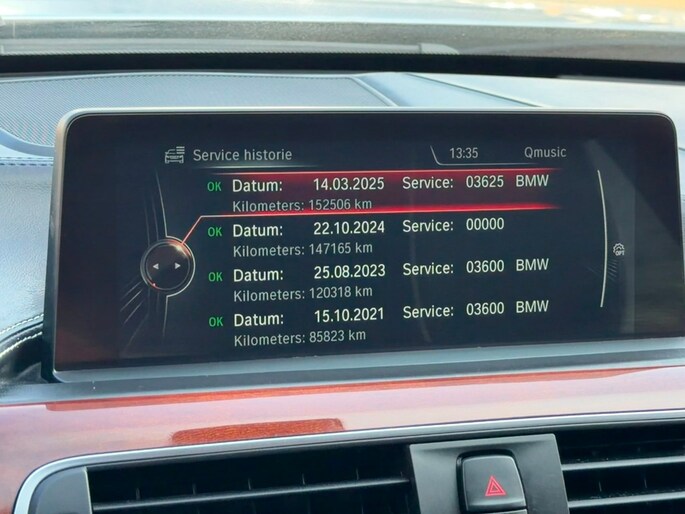 Service historie 13:35 Qmusic
OK Datum: 14.03.2025 Service: 03625 BMW
Kilometers: 152506 km
OK Datum: 22.10.2024 Service: 00000
Kilometers: 147165 km
OK Datum: 25.08.2023 Service: 03600 BMW
Kilometers: 120318 km
OK Datum: 15.10.2021 Service: 03600 BMW
Kilometers: 85823 km